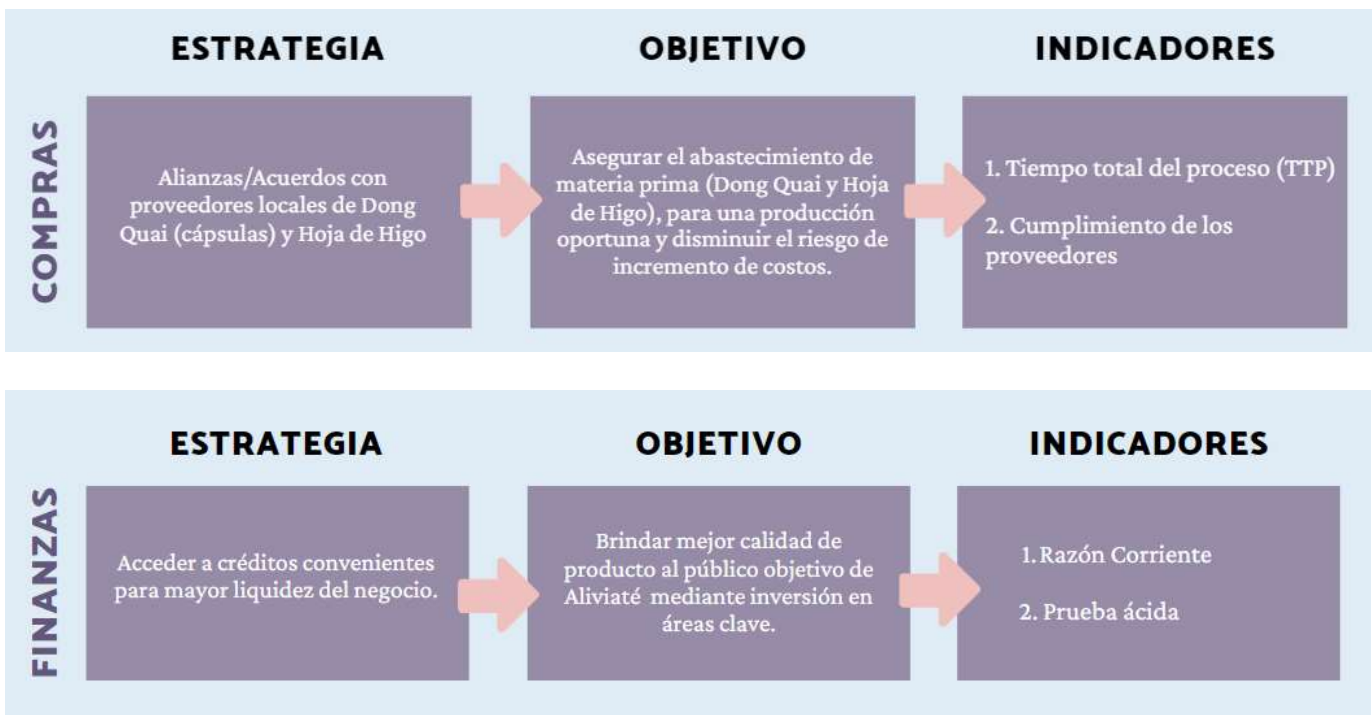 ESTRATEGIA
OBJETIVO
INDICADORES
COMPRAS
Alianzas/Acuerdos con
proveedores locales de Dong
Quai (cápsulas) y Hoja de Higo
Asegurar el abastecimiento de
materia prima (Dong Quai y Hoja
de Higo), para una producción
oportuna y disminuir el riesgo de
incremento de costos.
1. Tiempo total del proceso (TTP)
2. Cumplimiento de los
proveedores
ESTRATEGIA
OBJETIVO
INDICADORES
FINANZAS
Acceder a créditos convenientes
para mayor liquidez del negocio.
Brindar mejor calidad de
producto al público objetivo de
Aliviaté mediante inversión en
áreas clave.
1. Razón Corriente
2. Prueba ácida